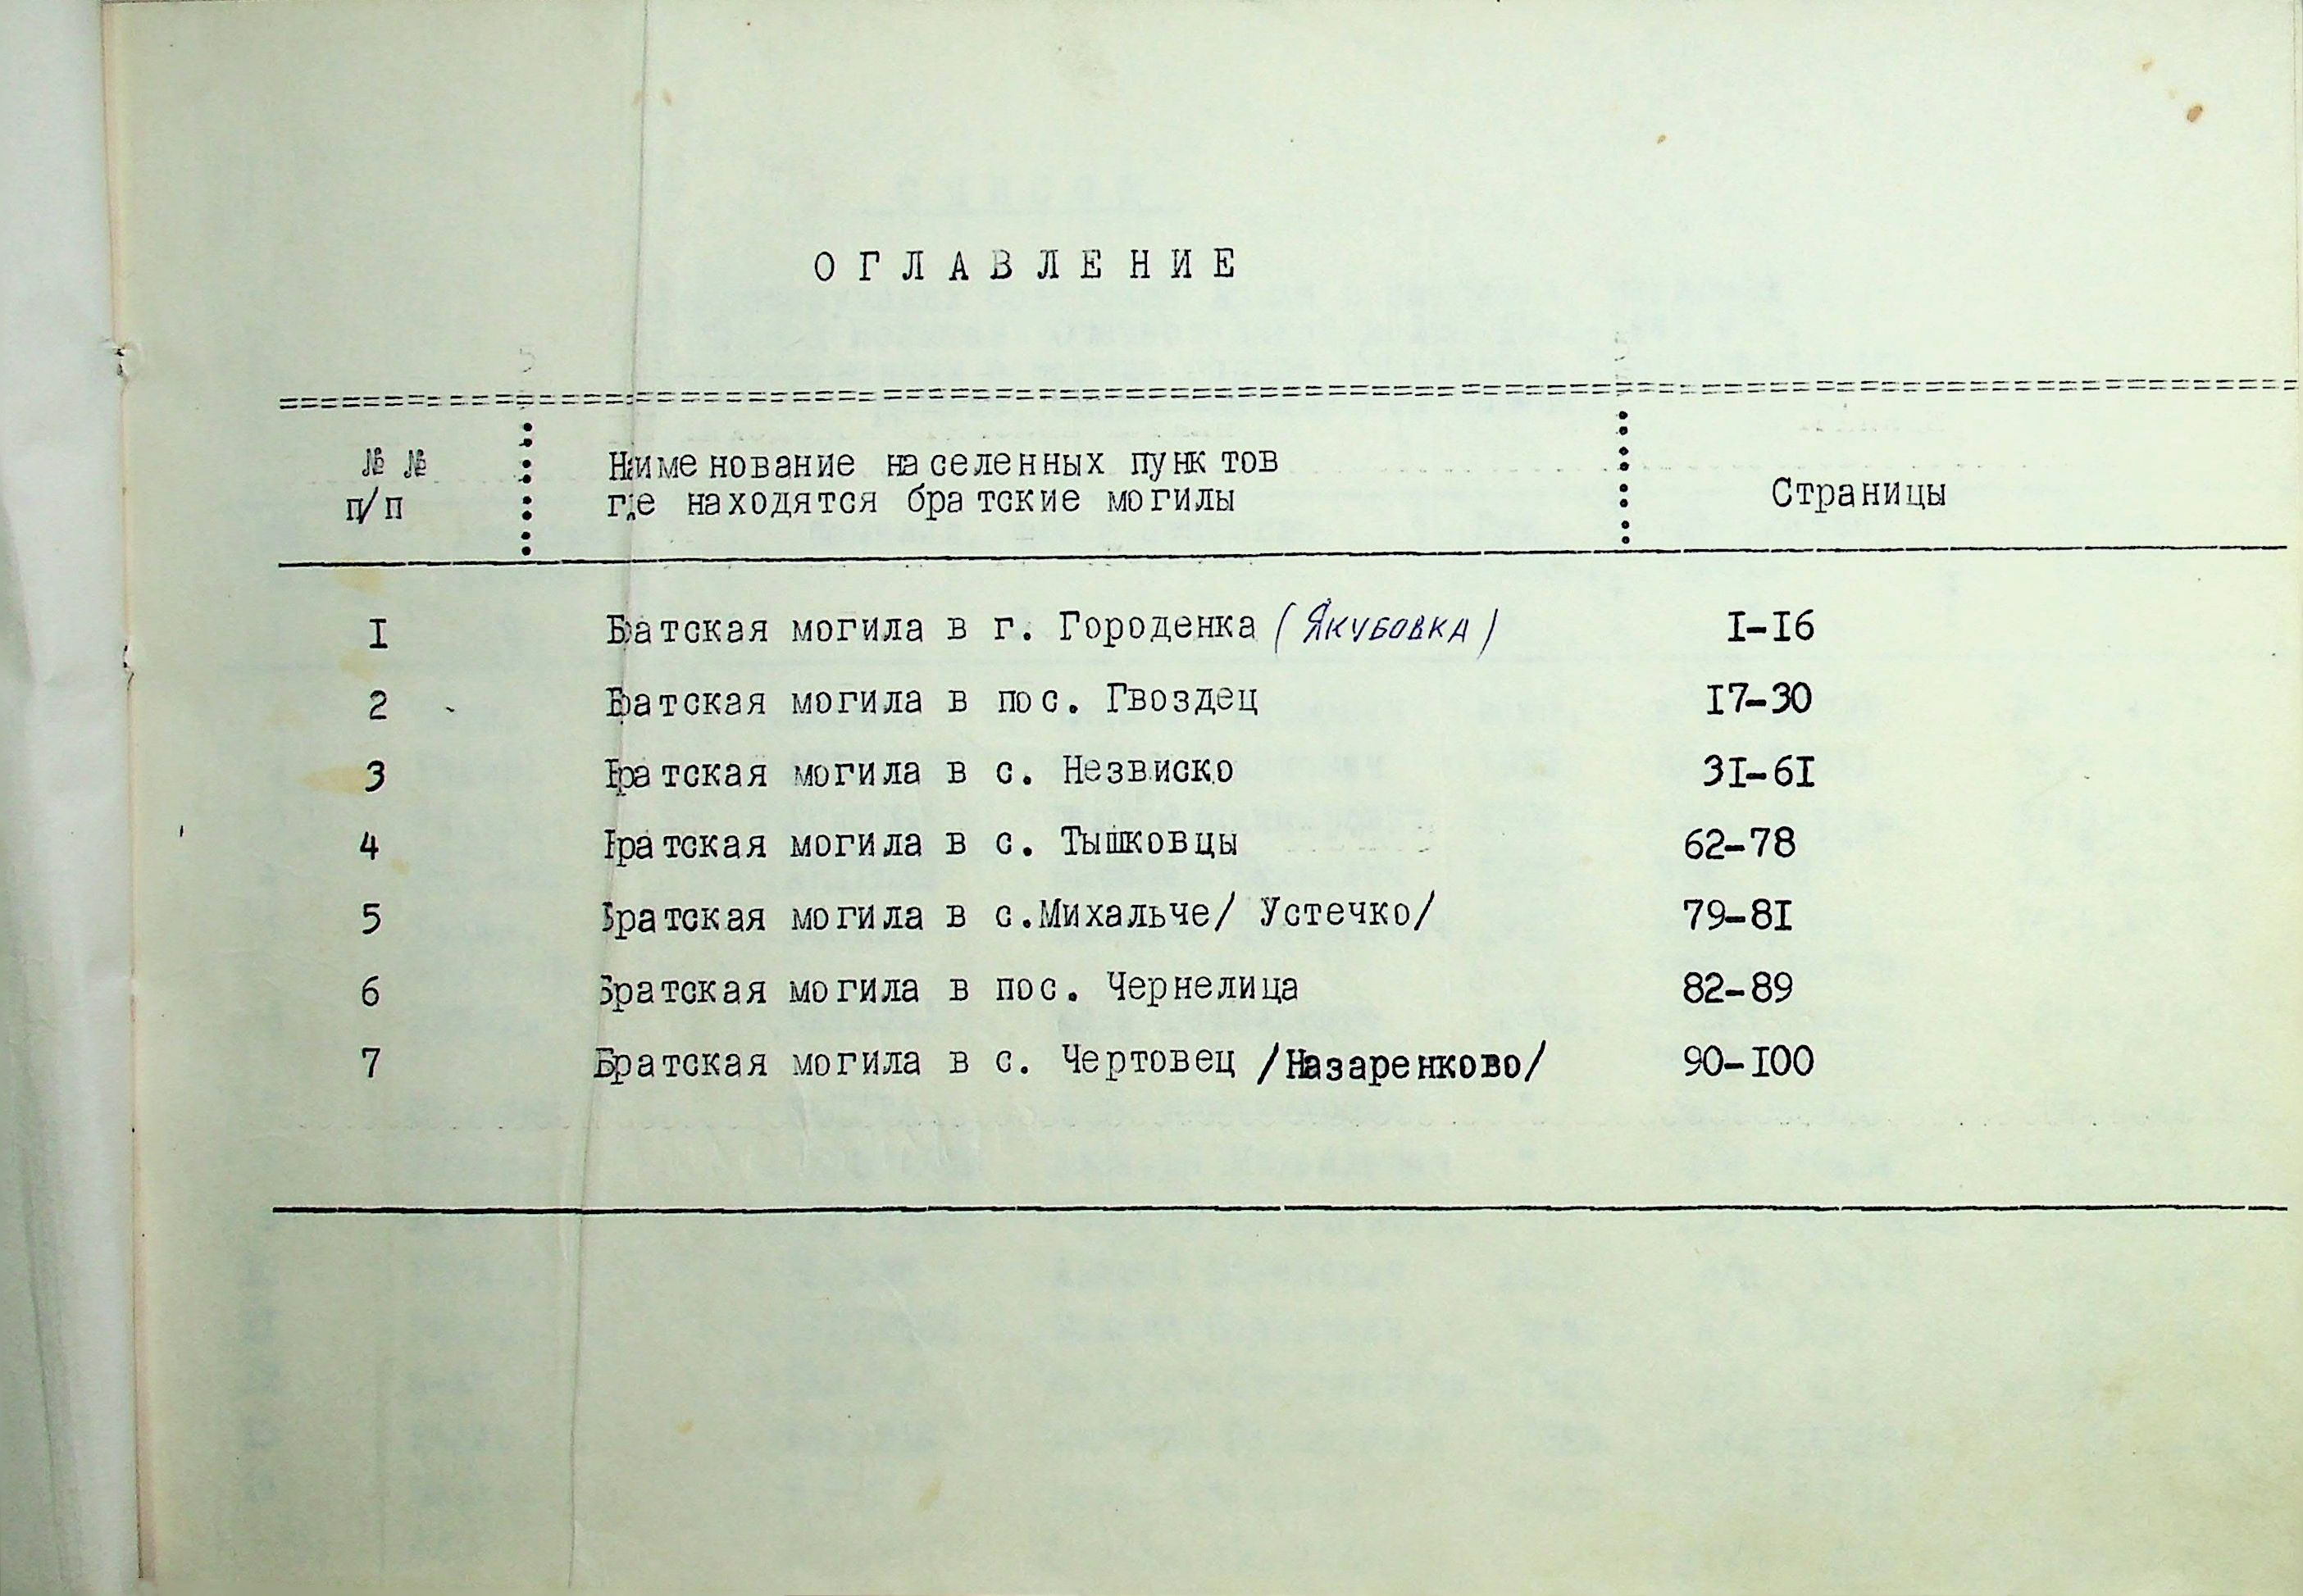 ОГЛАВЛЕНИЕ
№№ п/п Наименование населенных пунктов где находятся братские могилы Страницы
1 Братская могила в г. Городенка (Якубовка) 1-16
2 Братская могила в пос. Гвоздец 17-30
3 Братская могила в с. Незвиско 31-61
4 Братская могила в с. Тышковцы 62-78
5 Братская могила в с.Михальче/ Устечко/ 79-81
6 Братская могила в пос. Чернелица 82-89
7 Братская могила в с. Чертовец /Назаренково/ 90-100